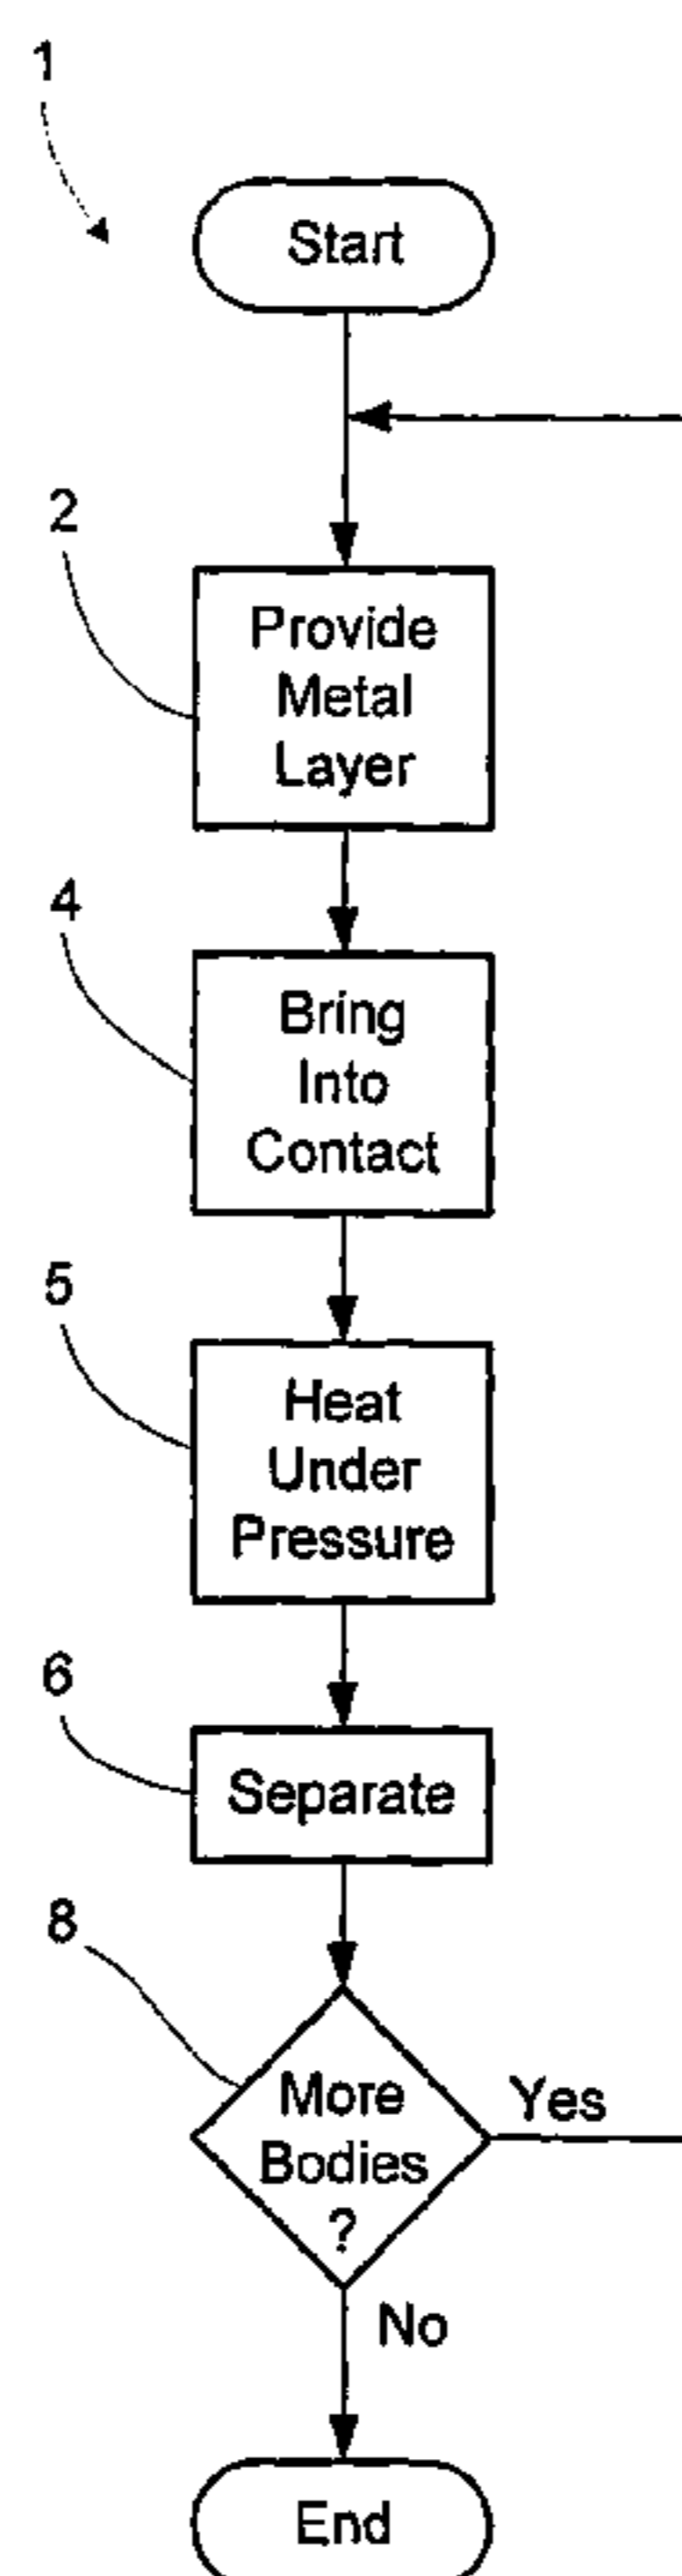 1
Start
2
Provide
Metal
Layer
4
Bring
Into
Contact
5
Heat
Under
Pressure
6
Separate
8
More
Bodies
?
Yes
No
End